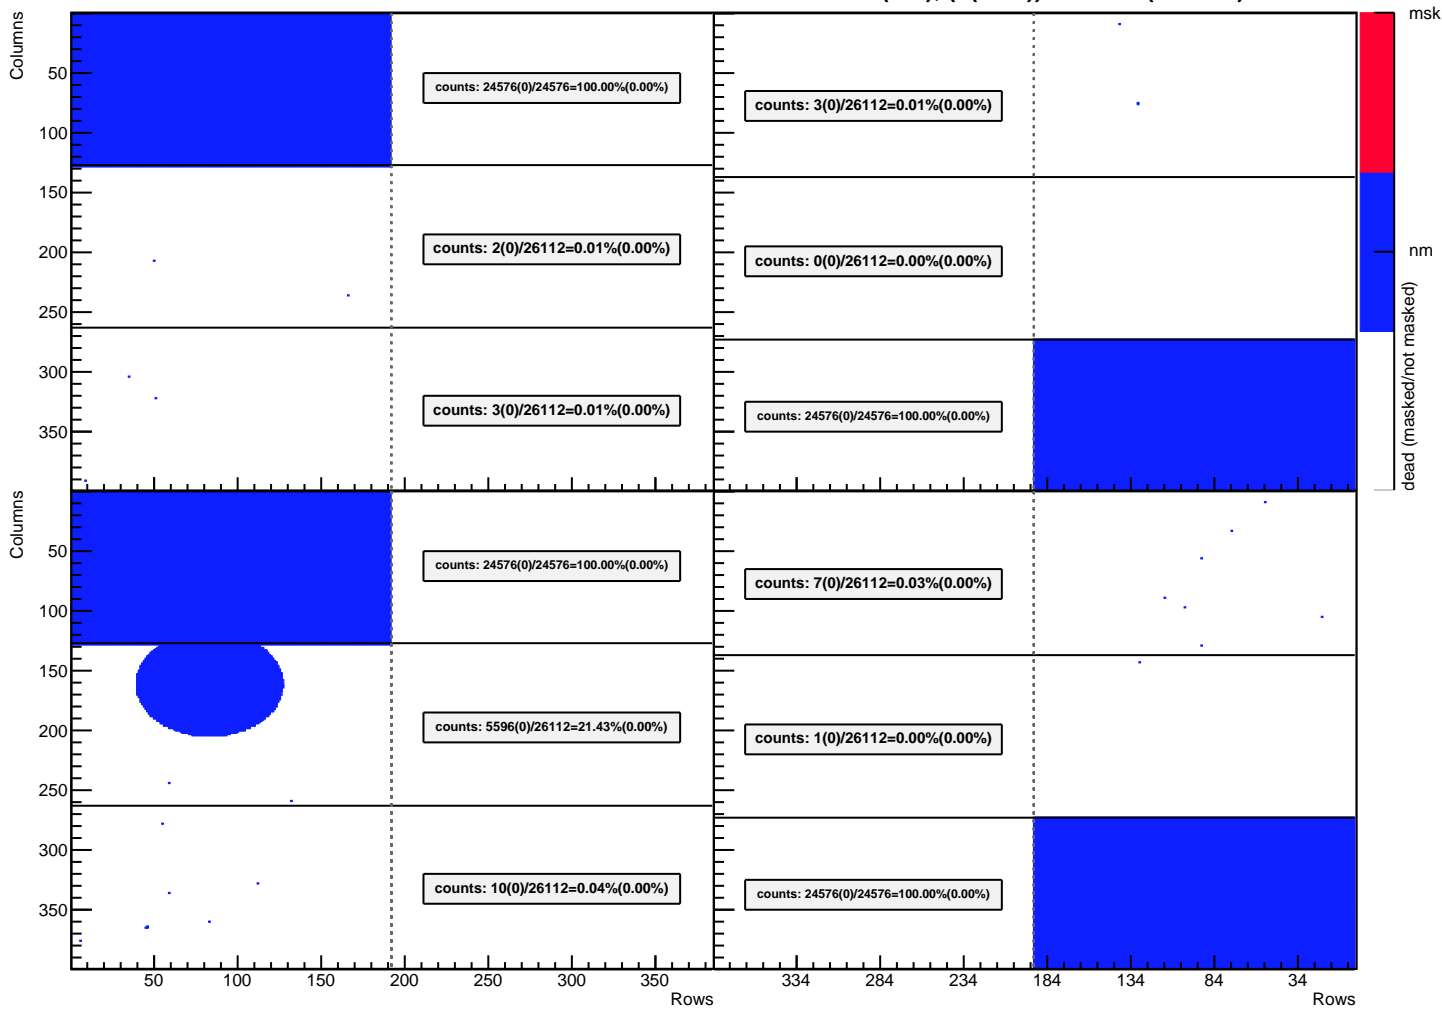 Columns
50
100
150
200
250
300
350
counts: 24576(0)/24576=100.00%(0.00%)
counts: 2(0)/26112=0.01%(0.00%)
counts: 3(0)/26112=0.01%(0.00%)
counts: 3(0)/26112=0.01%(0.00%)
counts: 0(0)/26112=0.00%(0.00%)
counts: 24576(0)/24576=100.00%(0.00%)
msk
nm
dead (masked/not masked)
Columns
50
100
150
200
250
300
350
counts: 24576(0)/24576=100.00%(0.00%)
counts: 5596(0)/26112=21.43%(0.00%)
counts: 10(0)/26112=0.04%(0.00%)
50 100 150 200 250 300 350
Rows
counts: 7(0)/26112=0.03%(0.00%)
counts: 1(0)/26112=0.00%(0.00%)
counts: 24576(0)/24576=100.00%(0.00%)
334 284 234 184 134 84 34
Rows